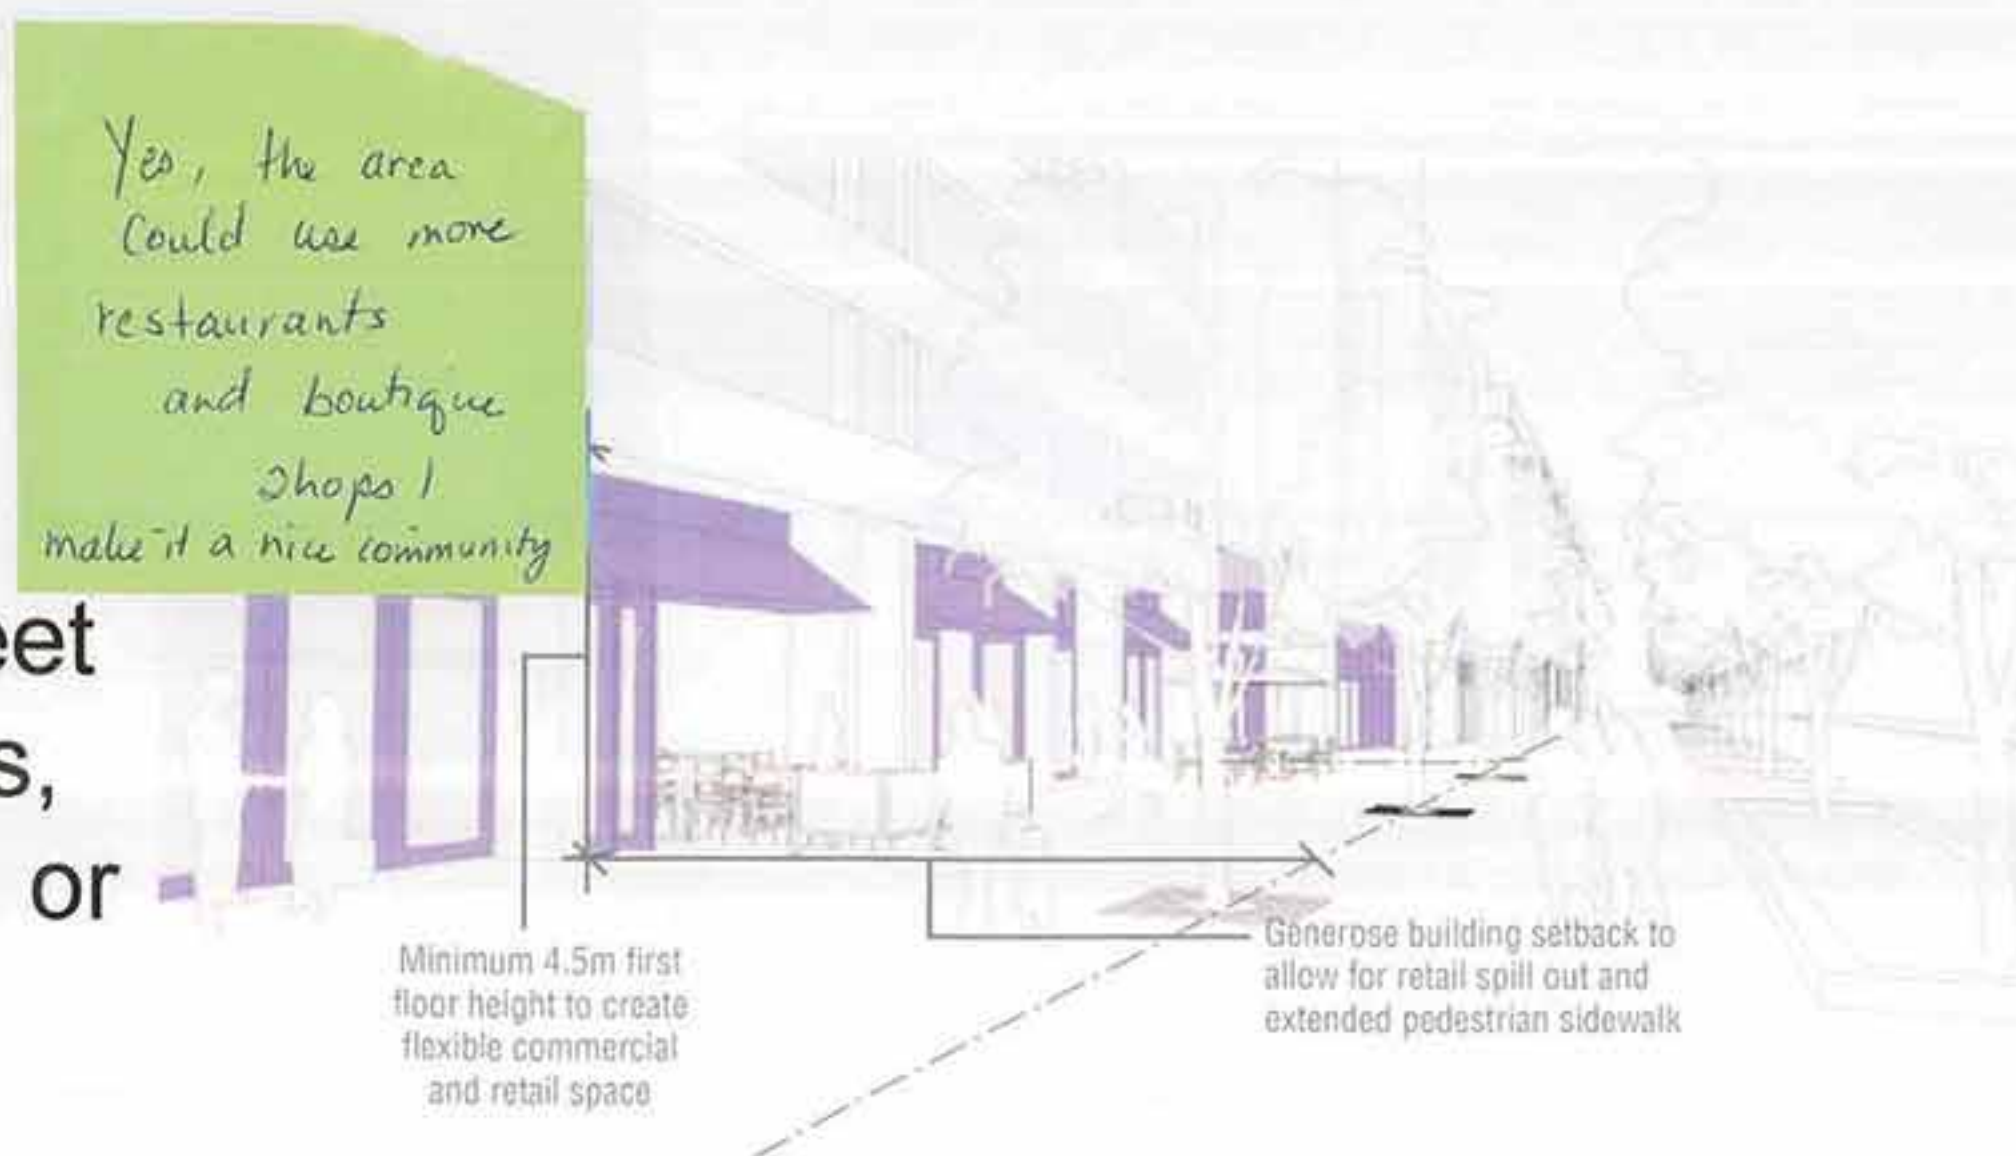 Yes, the area
Could use more
restaurants
and boutique
shops!
make it a nice community
eet
s,
or
Minimum 4.5m first
floor height to create
flexible commercial
and retail space
Generose building setback to
allow for retail spill out and
extended pedestrian sidewalk